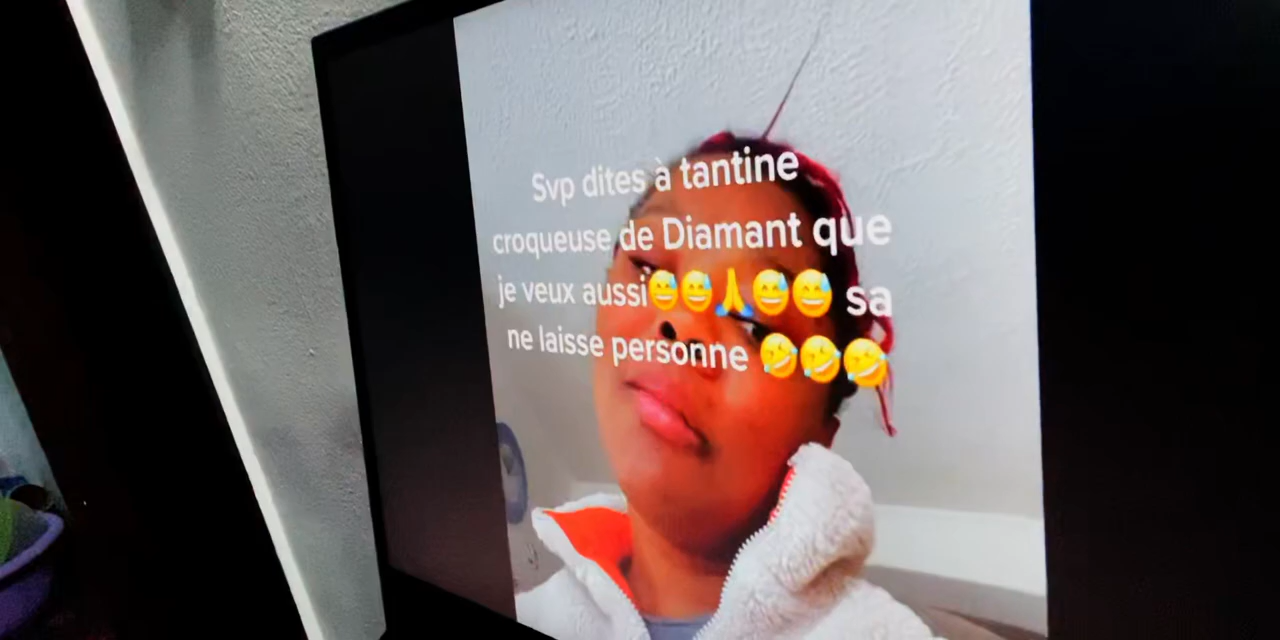 Svp dites à tantine
croqueuse de Diamant que
je veux aussi😅😅🙏😅😅 sa
ne laisse personne 🤣🤣🤣